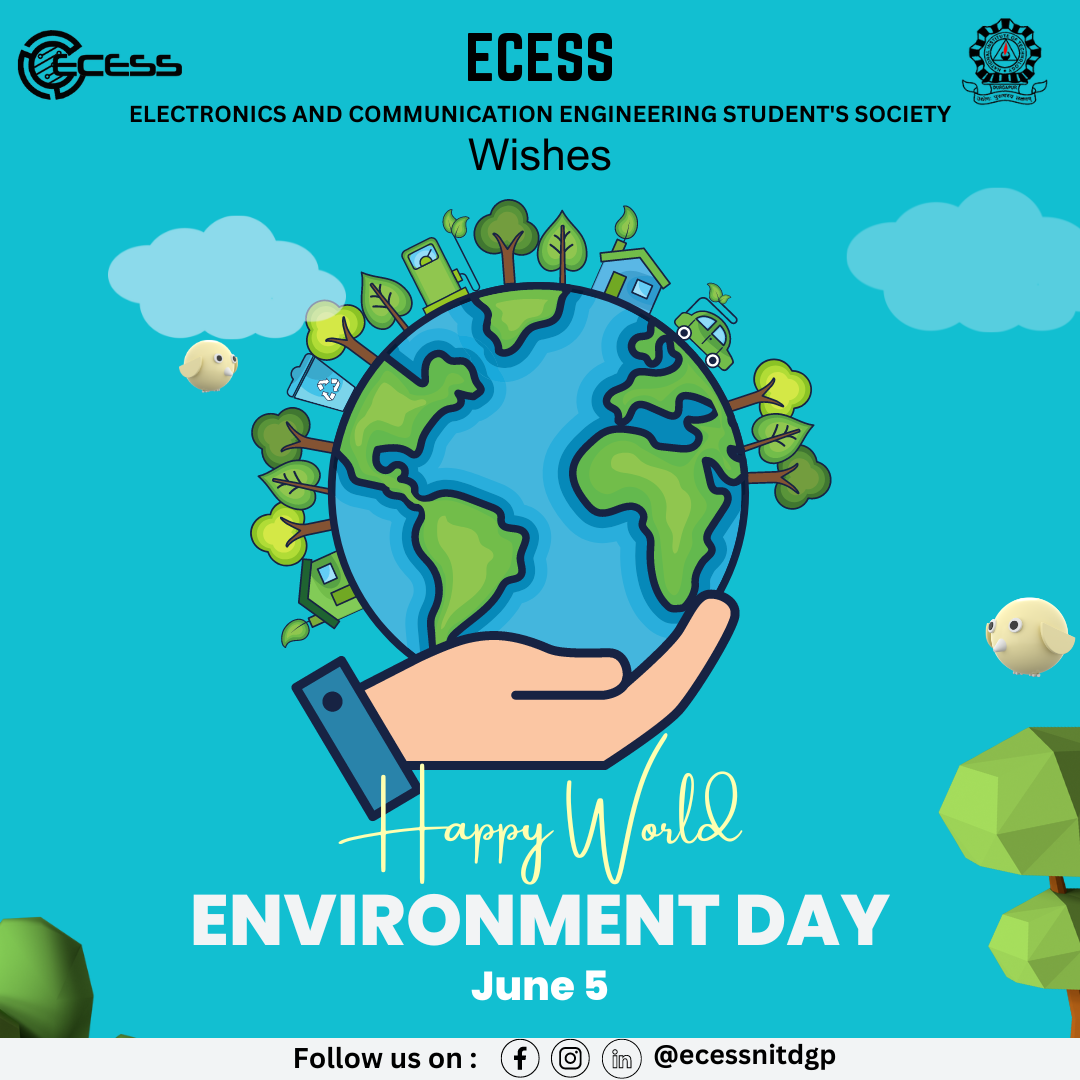 ECESS
ECESS
ELECTRONICS AND COMMUNICATION ENGINEERING STUDENT'S SOCIETY
Wishes
Happy World
ENVIRONMENT DAY
June 5
Follow us on :
f
in
@ecessnitdgp